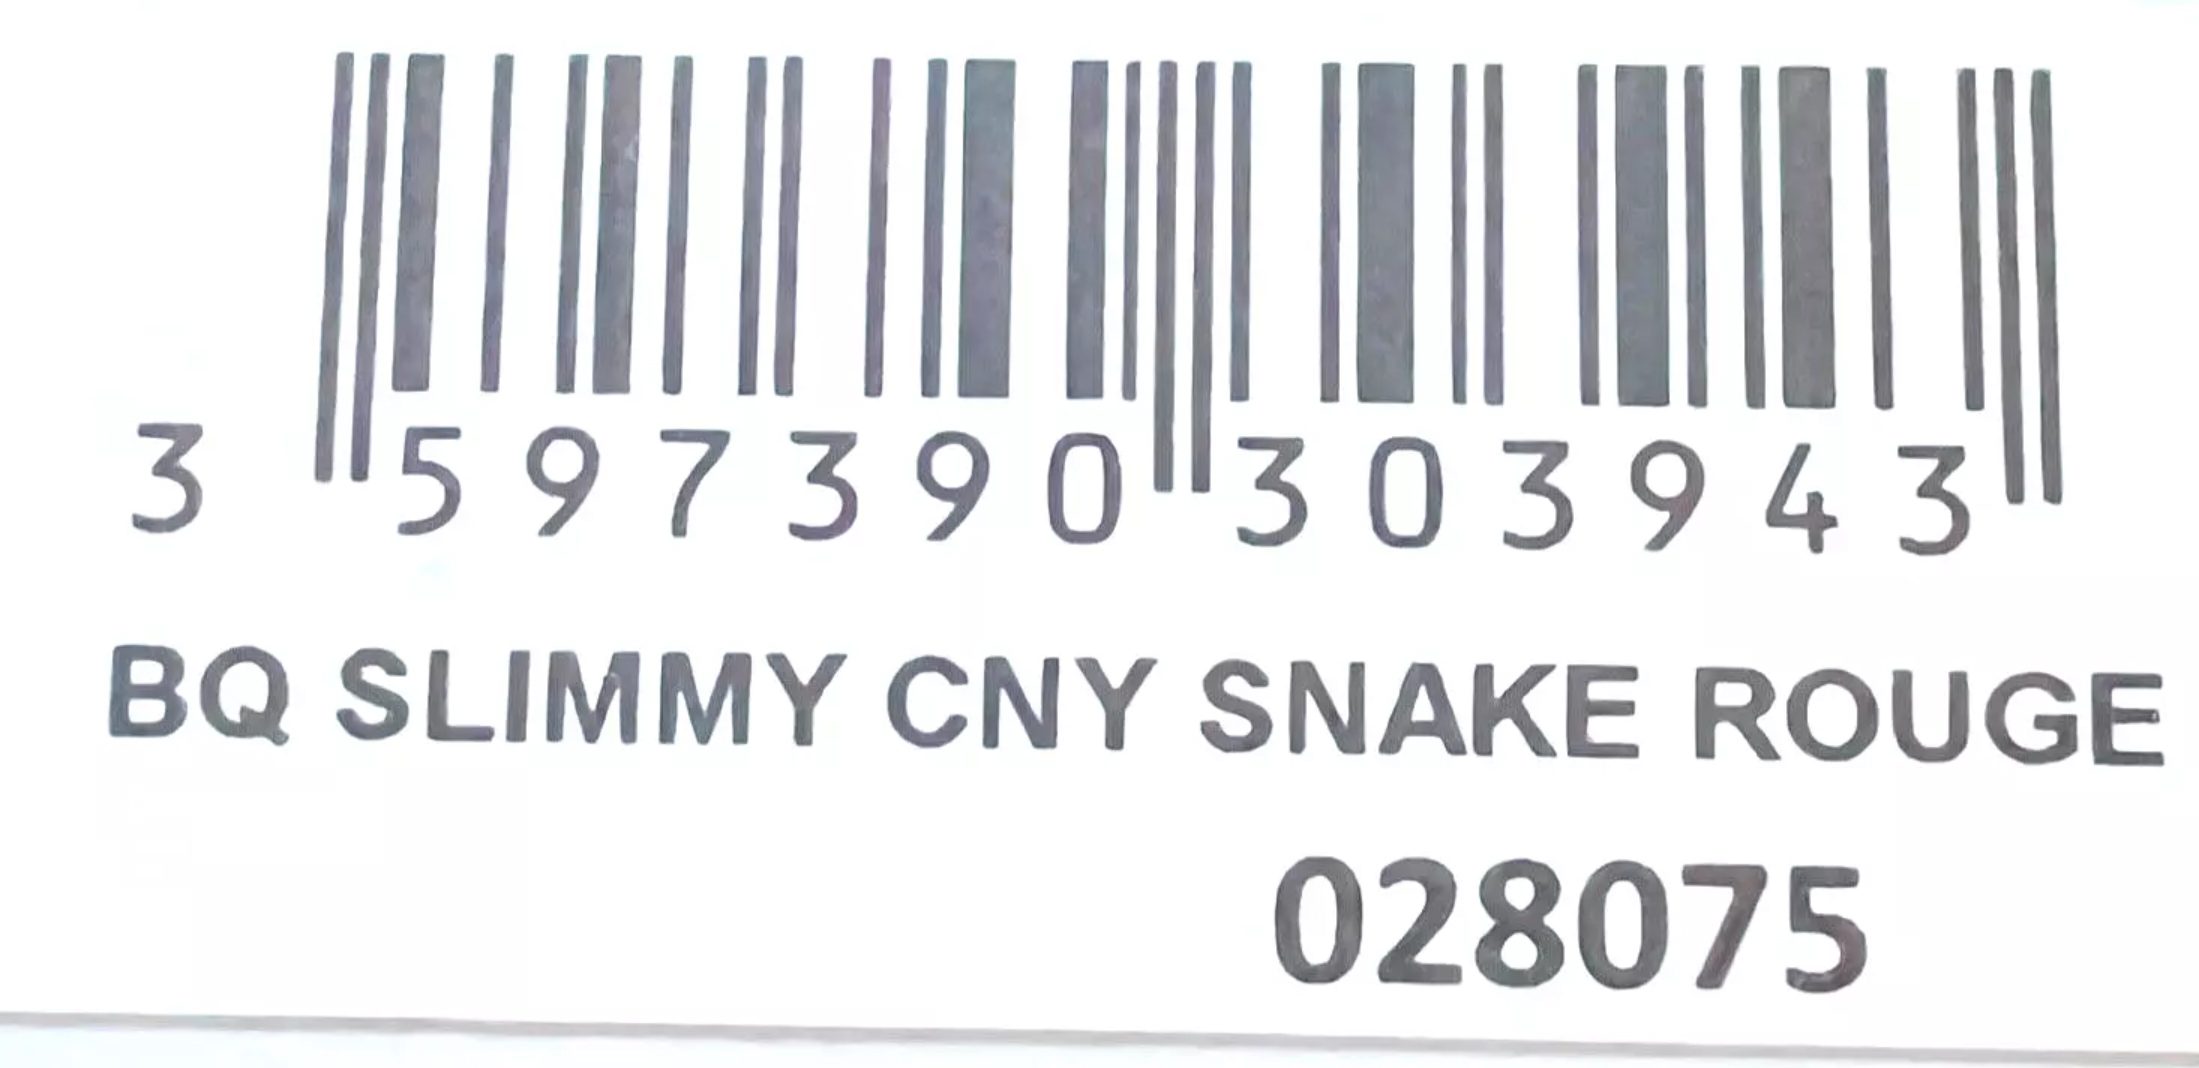 3 597390 303943
BQ SLIMMY CNY SNAKE ROUGE
028075